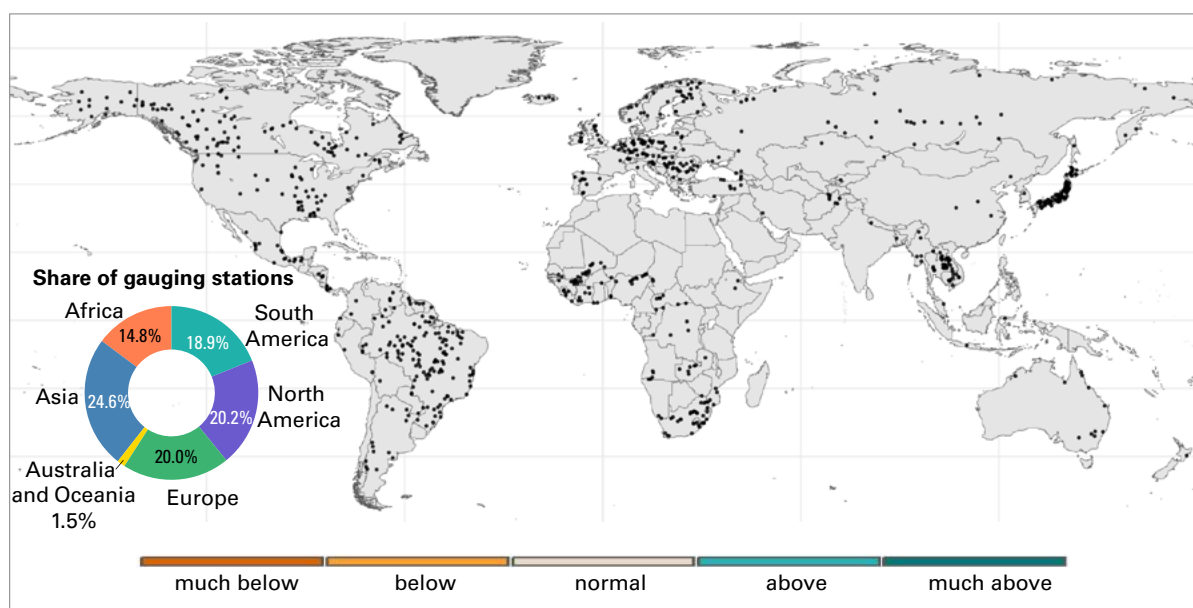 Share of gauging stations
Africa
14.8%
South
America
18.9%
Asia
24.6%
North
America
20.2%
20.0%
Australia
and Oceania
1.5%
Europe
much below
below
normal
above
much above